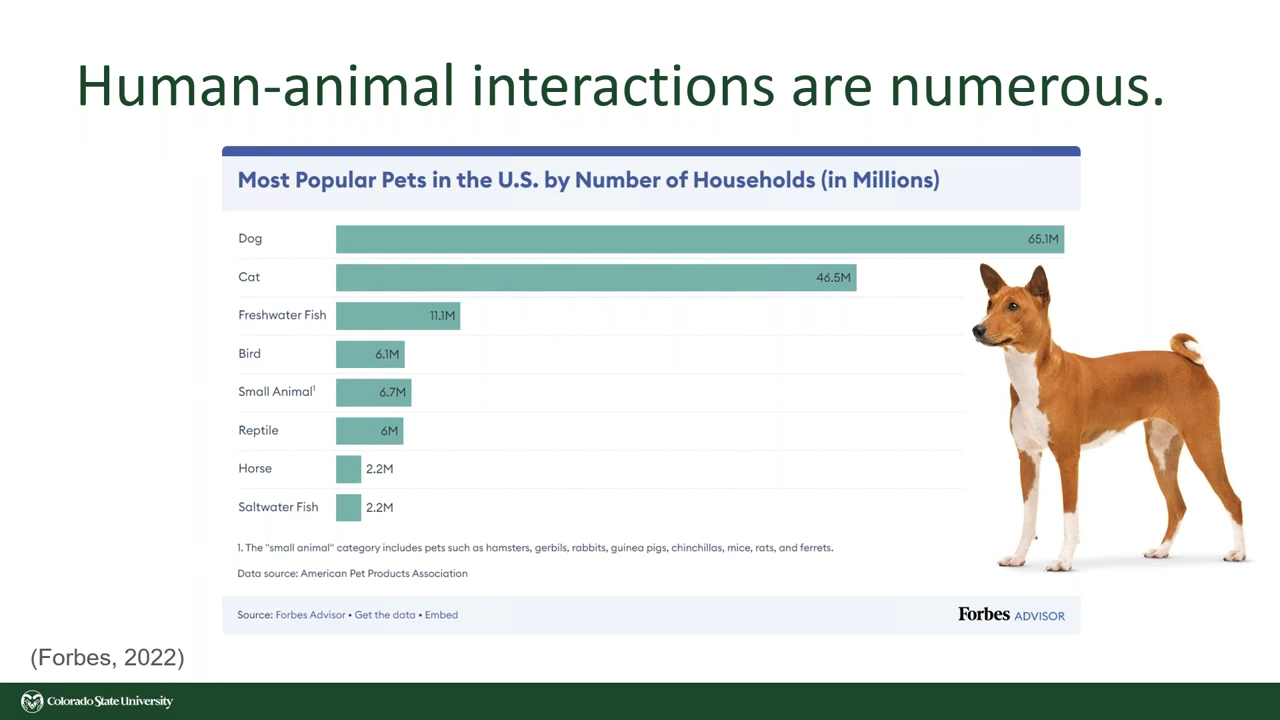 Human-animal interactions are numerous.
Most Popular Pets in the U.S. by Number of Households (in Millions)
Dog 65.1M
Cat 46.5M
Freshwater Fish 11.1M
Bird 6.1M
Small Animal¹ 6.7M
Reptile 6M
Horse 2.2M
Saltwater Fish 2.2M
1. The "small animal" category includes pets such as hamsters, gerbils, rabbits, guinea pigs, chinchillas, mice, rats, and ferrets.
Data source: American Pet Products Association
Source: Forbes Advisor • Get the data • Embed Forbes ADVISOR
(Forbes, 2022)
Colorado State University